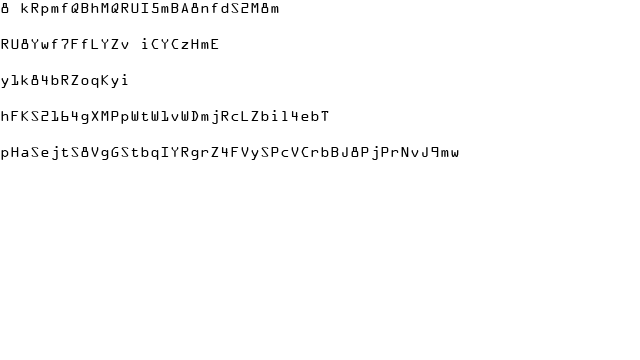 8 kRpmfQBhMQRUI5mBA8nfdS2M8m
RU8Ywf7FfLYZv iCYCzHmE
y1k84bRZoqKyi
hFKS2164gXMPpWtW1vWDmjRcLZbil4ebT
pHaSejtS8VgGStbqIYRgrZ4FVySPcVCrbBJ8PjPrNvJ9mw